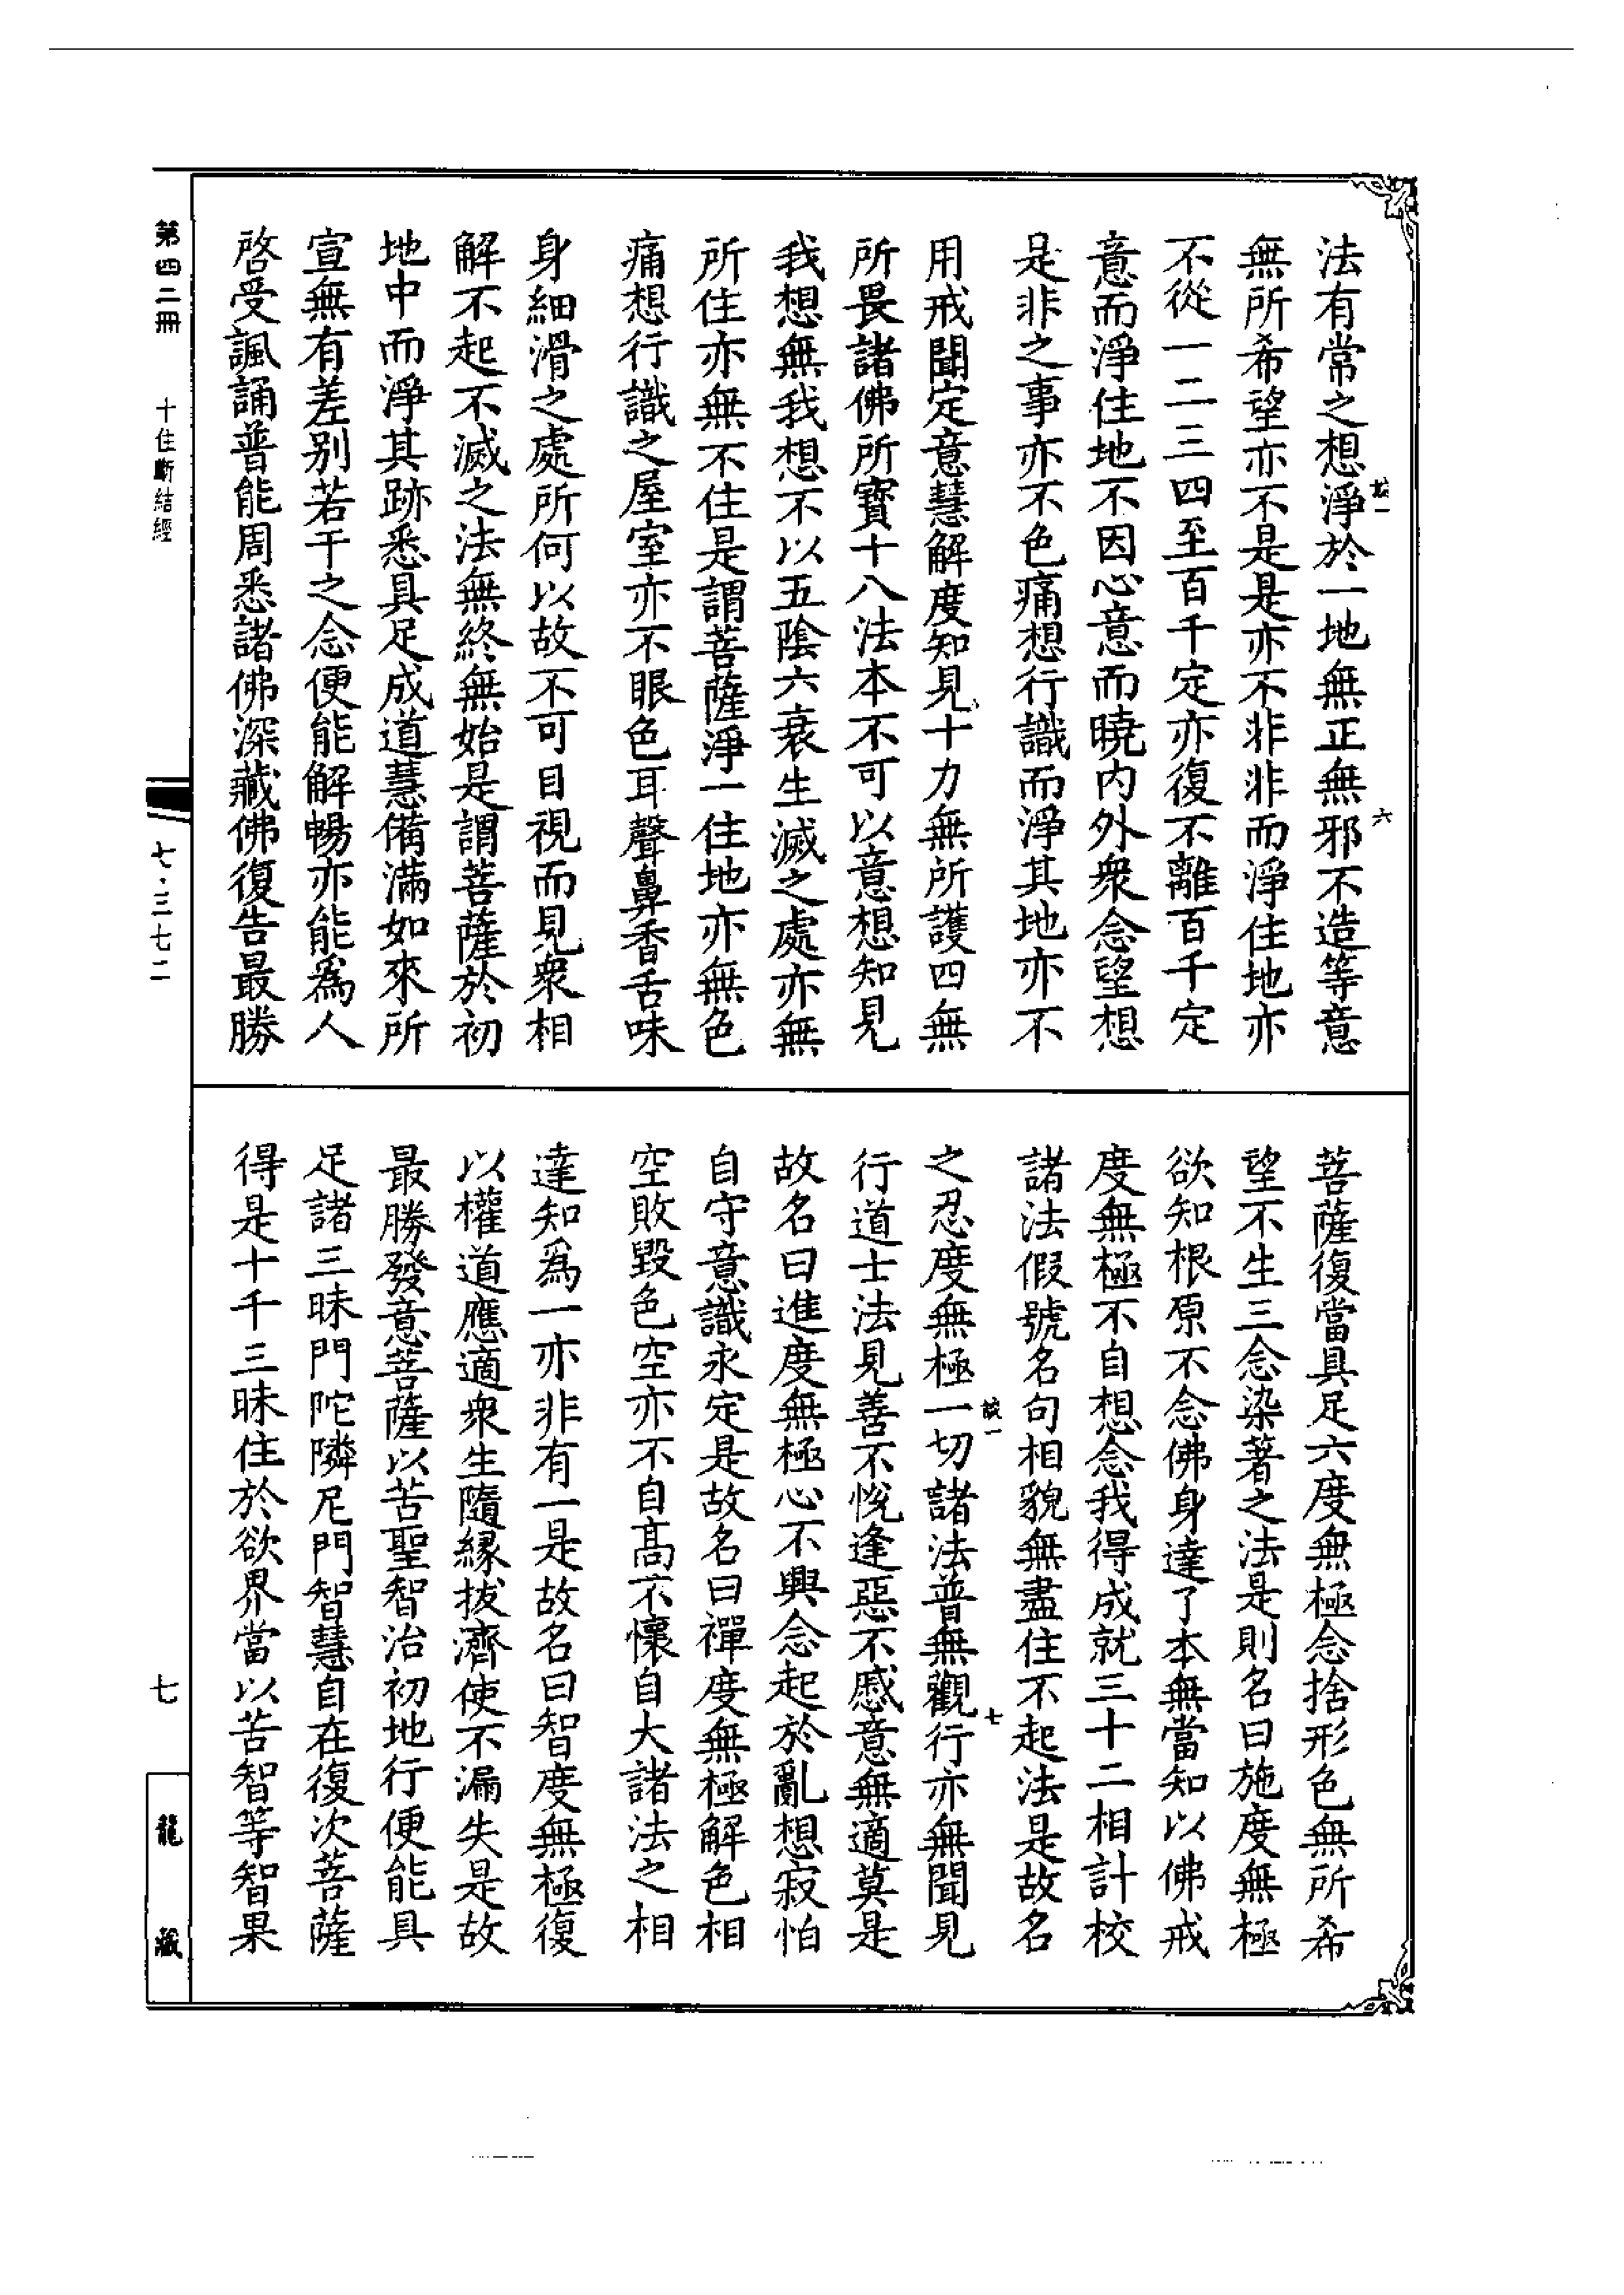 法有常之想淨於一地無正無邪不造等意
無所希望亦不是是亦不非非而淨住地亦
不從一二三四至百千定亦復不離百千定
意而淨住地不因心意而曉内外衆念望想
是非之事亦不色痛想行識而淨其地亦不
用戒聞定意慧解度知見十力無所護四無
所畏諸佛所寶十八法本不可以意想知見
我想無我想不以五陰六衰生滅之處亦無
所住亦無不住是謂菩薩淨一住地亦無色
痛想行識之屋室亦不眼色耳聲鼻香舌味
身細滑之處所何以故不可目視而見衆相
解不起不滅之法無終無始是謂菩薩於初
地中而淨其跡悉具足成道慧備滿如來所
宣無有差别若干之念便能解暢亦能爲人
啓受諷誦普能周悉諸佛深藏佛復告最勝
六
菩薩復當具足六度無極念捨形色無所希
望不生三念染著之法是則名曰施度無極
欲知根原不念佛身達了本無當知以佛戒
度無極不自想念我得成就三十二相計校
諸法假號名句相貌無盡住不起法是故名
之忍度無極一切諸法普無觀行亦無聞見
行道士法見善不悅逢惡不慼意無適莫是
故名曰進度無極心不興念起於亂想寂怕
自守意識永定是故名曰禪度無極解色相
空敗毀色空亦不自高不懷自大諸法之相
達知爲一亦非有一是故名曰智度無極復
以權道應適衆生隨緣拔濟使不漏失是故
最勝發意菩薩以苦聖智治初地行便能具
足諸三昧門陀隣尼門智慧自在復次菩薩
得是十千三昧住於欲界當以苦智等智果
七
第四二冊
十住斷結經
七·三七二
七
龍藏